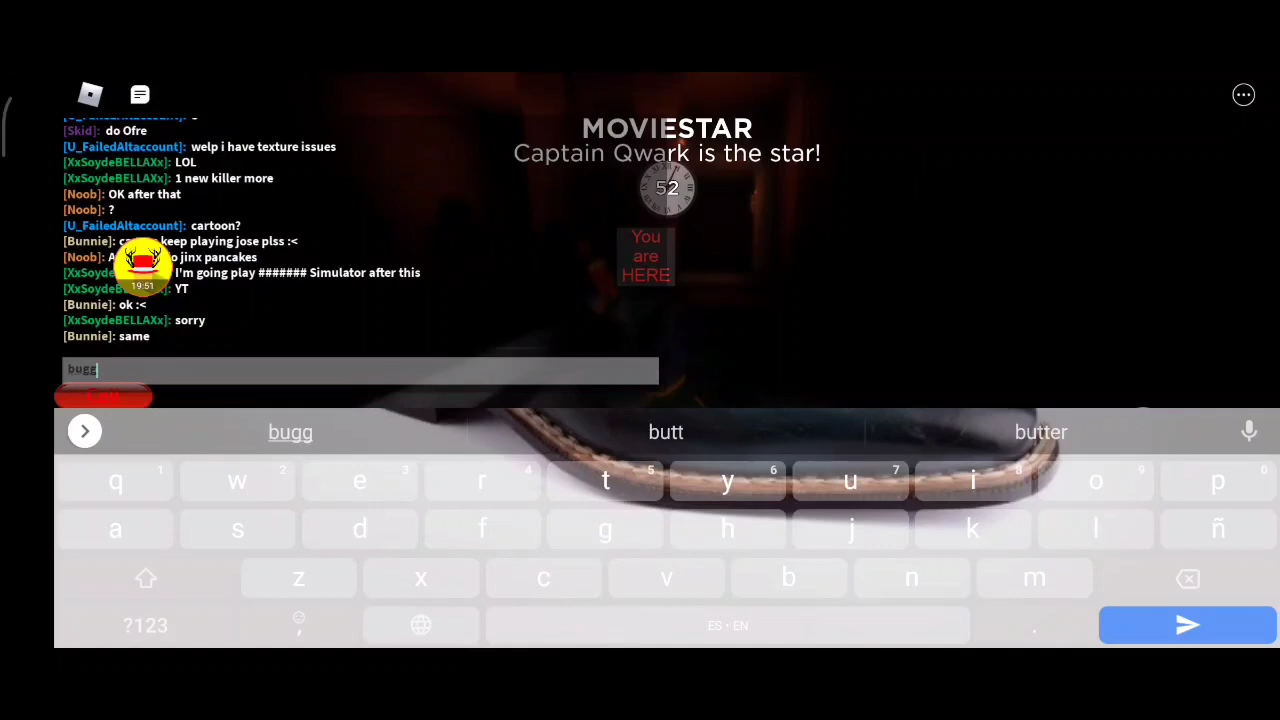 [Skid]: do Ofre
[U_FailedAltaccount]: welp i have texture issues
[XxSoydeBELLAXx]: LOL
[XxSoydeBELLAXx]: 1 new killer more
[Noob]: OK after that
[Noob]: ?
[U_FailedAltaccount]: cartoon?
[Bunnie]: keep playing jose plss :<
[Noob]: jinx pancakes
I'm going play ####### Simulator after this
YT
[Bunnie]: ok :<
[XxSoydeBELLAXx]: sorry
[Bunnie]: same
19:51
bugg
MOVIESTAR
Captain Qwark is the star!
52
You
are
HERE
bugg butt butter
q 1 w 2 e 3 r 4 t 5 y 6 u 7 i 8 o 9 p 0
a s d f g h j k l ñ
z x c v b n m
?123 , ES • EN .